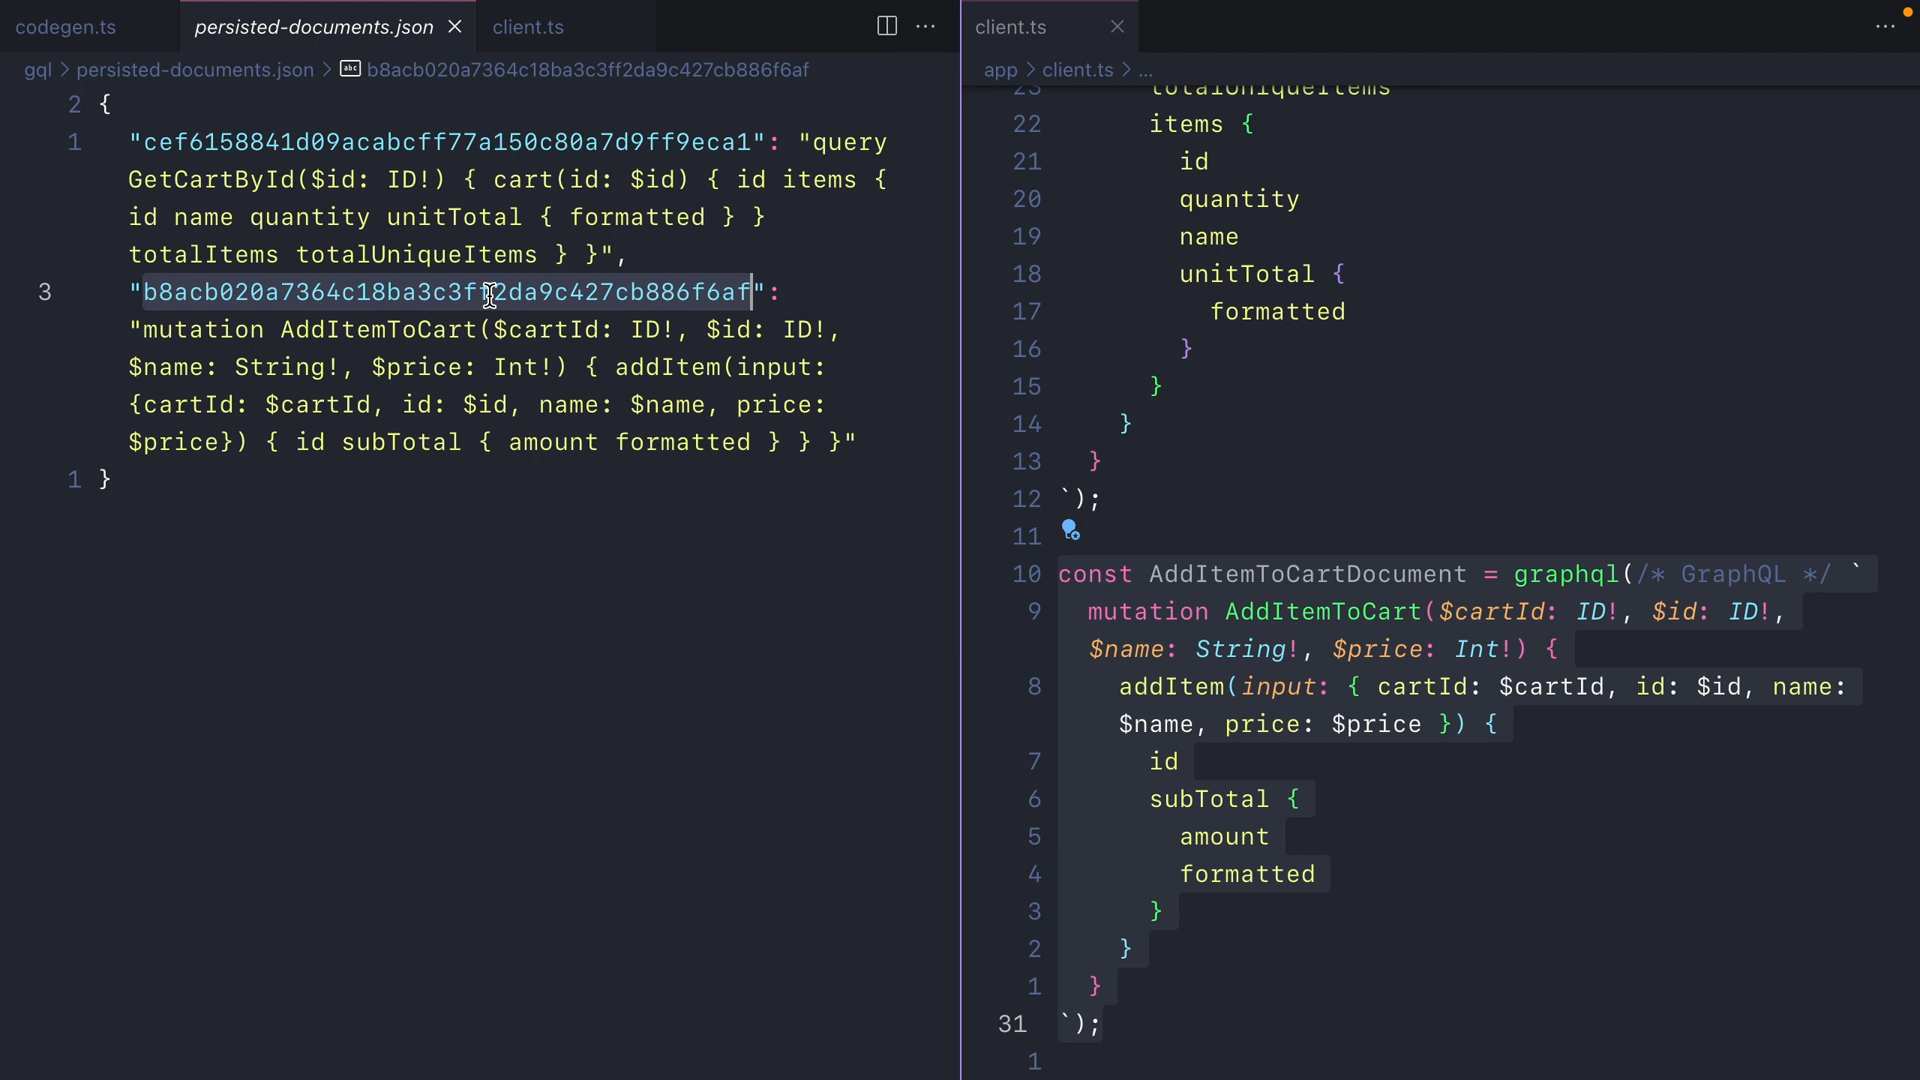 codegen.ts
persisted-documents.json
client.ts
gql > persisted-documents.json > abc b8acb020a7364c18ba3c3ff2da9c427cb886f6af
2 {
1 "cef6158841d09acabcff77a150c80a7d9ff9eca1": "query
GetCartById($id: ID!) { cart(id: $id) { id items {
id name quantity unitTotal { formatted } }
totalItems totalUniqueItems } }",
3 "b8acb020a7364c18ba3c3ff2da9c427cb886f6af":
"mutation AddItemToCart($cartId: ID!, $id: ID!,
$name: String!, $price: Int!) { addItem(input:
{cartId: $cartId, id: $id, name: $name, price:
$price}) { id subTotal { amount formatted } } }"
1 }
client.ts
app > client.ts > ...
23 totalUniqueItems
22 items {
21 id
20 quantity
19 name
18 unitTotal {
17 formatted
16 }
15 }
14 }
13 }
12 `);
11
10 const AddItemToCartDocument = graphql(/* GraphQL */ `
9 mutation AddItemToCart($cartId: ID!, $id: ID!,
$name: String!, $price: Int!) {
8 addItem(input: { cartId: $cartId, id: $id, name:
$name, price: $price }) {
7 id
6 subTotal {
5 amount
4 formatted
3 }
2 }
1 }
31 `);
1